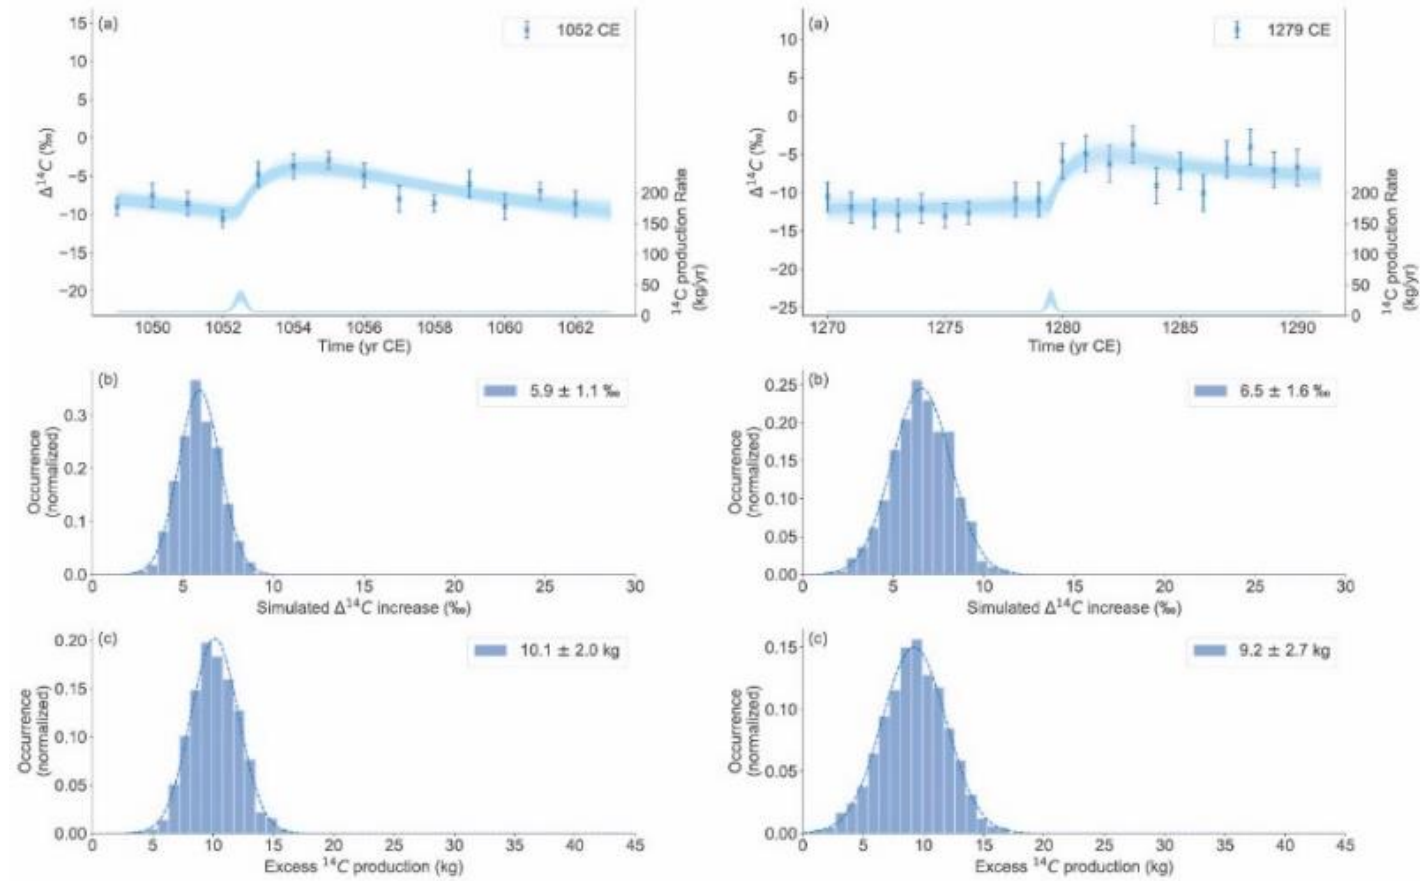 (a)
1052 CE
15
10
5
0
−5
−10
−15
−20
Δ¹⁴C (‰)
200
150
100
50
0
¹⁴C production Rate
(kg/yr)
1050 1052 1054 1056 1058 1060 1062
Time (yr CE)
(b)
5.9 ± 1.1 ‰
0.3
0.2
0.1
0.0
Occurrence
(normalized)
0 5 10 15 20 25 30
Simulated Δ¹⁴C increase (‰)
(c)
10.1 ± 2.0 kg
0.20
0.15
0.10
0.05
0.00
Occurrence
(normalized)
0 5 10 15 20 25 30 35 40 45
Excess ¹⁴C production (kg)
(a)
1279 CE
10
5
0
−5
−10
−15
−20
−25
Δ¹⁴C (‰)
200
150
100
50
0
¹⁴C production Rate
(kg/yr)
1270 1275 1280 1285 1290
Time (yr CE)
(b)
6.5 ± 1.6 ‰
0.25
0.20
0.15
0.10
0.05
0.00
Occurrence
(normalized)
0 5 10 15 20 25 30
Simulated Δ¹⁴C increase (‰)
(c)
9.2 ± 2.7 kg
0.15
0.10
0.05
0.00
Occurrence
(normalized)
0 5 10 15 20 25 30 35 40 45
Excess ¹⁴C production (kg)